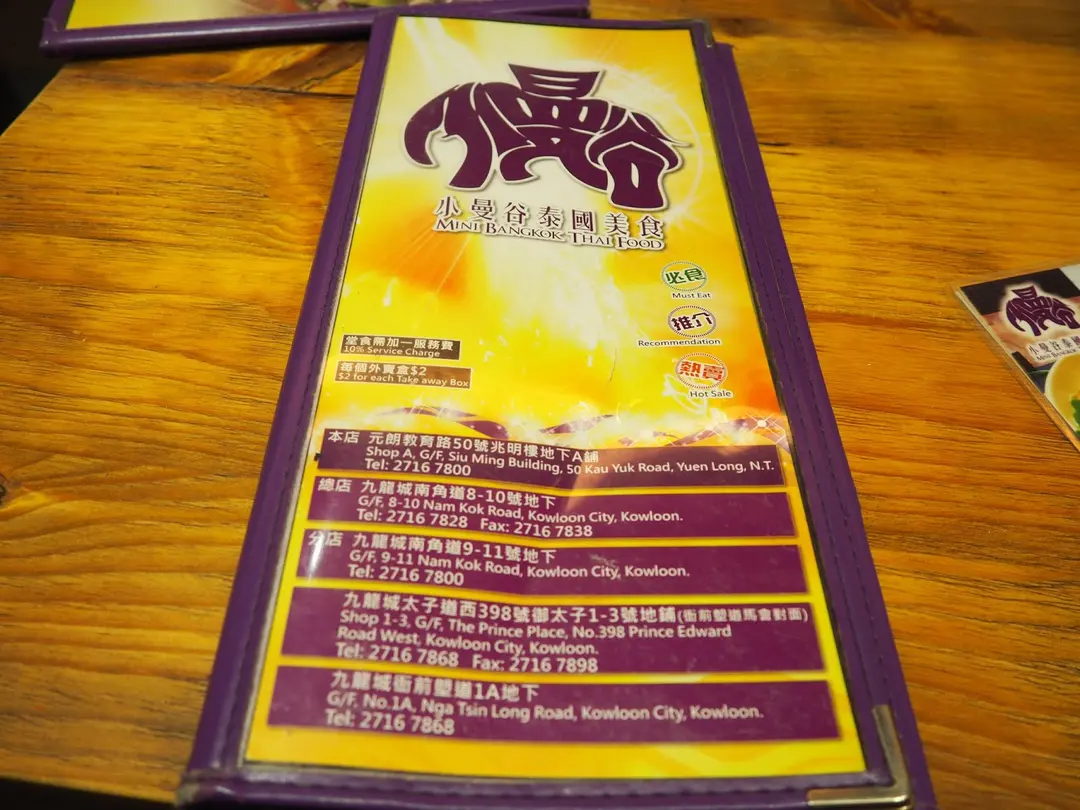 小曼谷
小曼谷泰國美食
MINI BANGKOK THAI FOOD
必食
Must Eat
推介
Recommendation
熱賣
Hot Sale
堂食需加一服務費
10% Service Charge
每個外賣盒$2
$2 for each Take away Box
本店 元朗教育路50號兆明樓地下A舖
Shop A, G/F, Siu Ming Building, 50 Kau Yuk Road, Yuen Long, N.T.
Tel: 2716 7800
總店 九龍城南角道8-10號地下
G/F, 8-10 Nam Kok Road, Kowloon City, Kowloon.
Tel: 2716 7828 Fax: 2716 7838
分店 九龍城南角道9-11號地下
G/F, 9-11 Nam Kok Road, Kowloon City, Kowloon.
Tel: 2716 7800
九龍城太子道西398號御太子1-3號地舖(衙前塱道馬會對面)
Shop 1-3, G/F, The Prince Place, No.398 Prince Edward
Road West, Kowloon City, Kowloon.
Tel: 2716 7868 Fax: 2716 7898
九龍城衙前塱道1A地下
G/F, No.1A, Nga Tsin Long Road, Kowloon City, Kowloon.
Tel: 2716 7868
小曼谷
小曼谷泰